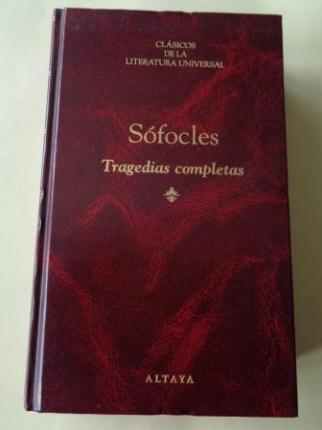 CLÁSICOS
DE LA
LITERATURA UNIVERSAL
Sófocles
Tragedias completas
ALTAYA